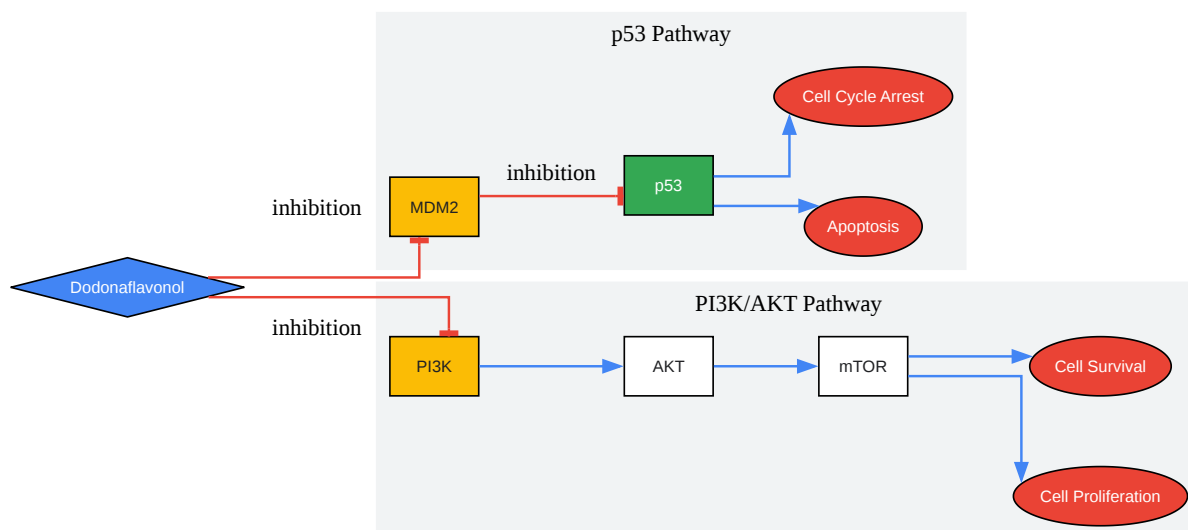 p53 Pathway
Cell Cycle Arrest
inhibition
p53
MDM2
inhibition
Apoptosis
Dodonaflavonol
PI3K/AKT Pathway
inhibition
PI3K
AKT
mTOR
Cell Survival
Cell Proliferation